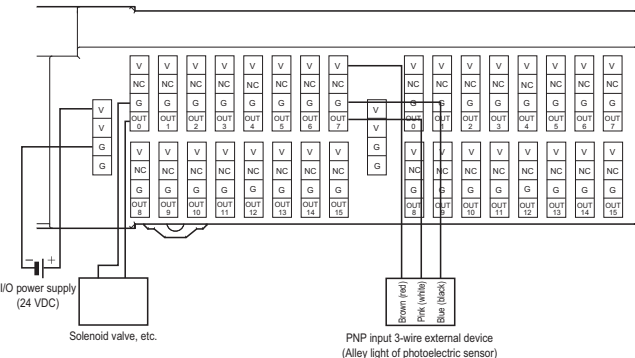 V V V V V V V V V V V V V V V V
NC NC NC NC NC NC NC NC NC NC NC NC NC NC NC NC
G G G G G G G G G G G G G G G G
OUT 0 OUT 1 OUT 2 OUT 3 OUT 4 OUT 5 OUT 6 OUT 7 OUT 0 OUT 1 OUT 2 OUT 3 OUT 4 OUT 5 OUT 6 OUT 7
V V
V V
G G
G G
V V V V V V V V V V V V V V V V
NC NC NC NC NC NC NC NC NC NC NC NC NC NC NC NC
G G G G G G G G G G G G G G G G
OUT 8 OUT 9 OUT 10 OUT 11 OUT 12 OUT 13 OUT 14 OUT 15 OUT 8 OUT 9 OUT 10 OUT 11 OUT 12 OUT 13 OUT 14 OUT 15
− +
I/O power supply
(24 VDC)
Solenoid valve, etc.
Brown (red)
Pink (white)
Blue (black)
PNP input 3-wire external device
(Alley light of photoelectric sensor)